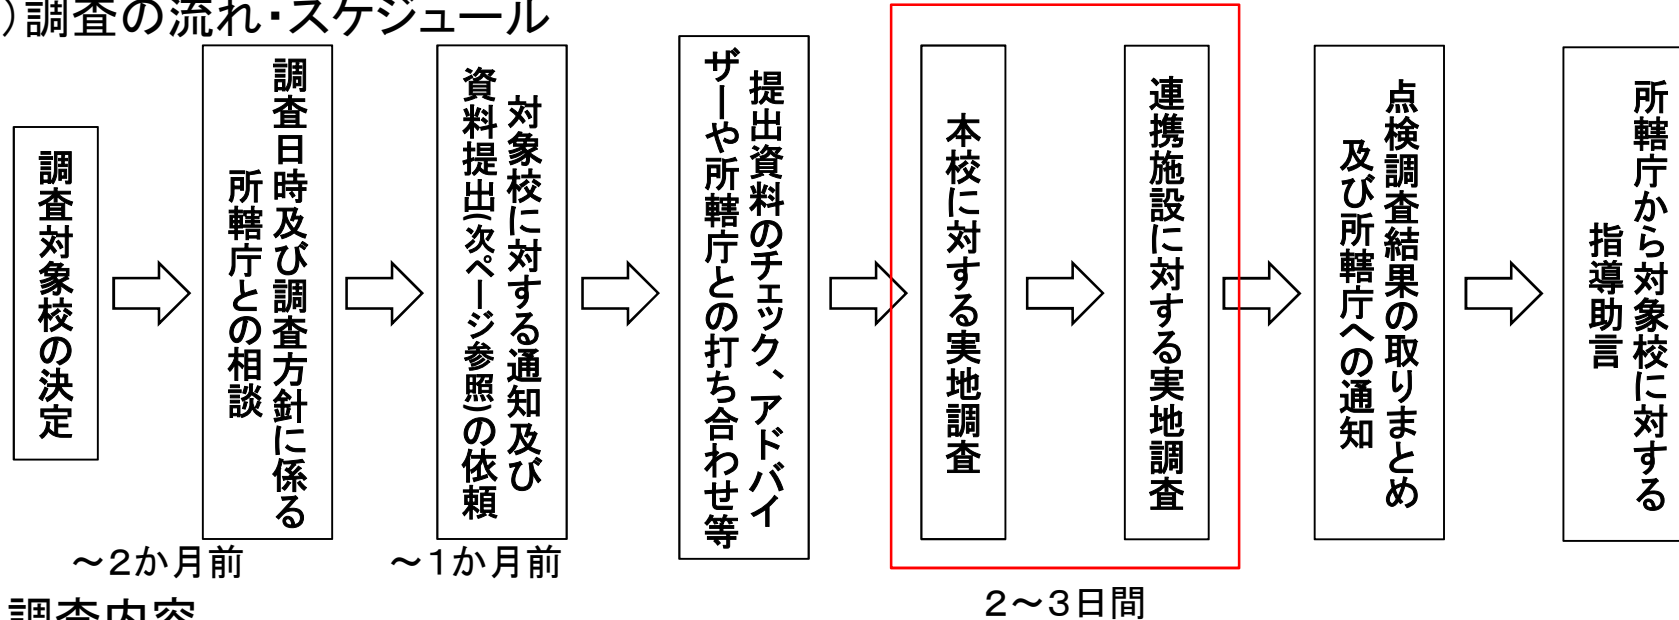 ）調査の流れ・スケジュール
調査対象校の決定
調査日時及び調査方針に係る
所轄庁との相談
対象校に対する通知及び
資料提出(次ページ参照)の依頼
提出資料のチェック、アドバイ
ザーや所轄庁との打ち合わせ等
本校に対する実地調査
連携施設に対する実地調査
点検調査結果の取りまとめ
及び所轄庁への通知
所轄庁から対象校に対する
指導助言
～２か月前
～１か月前
２～３日間
調査内容